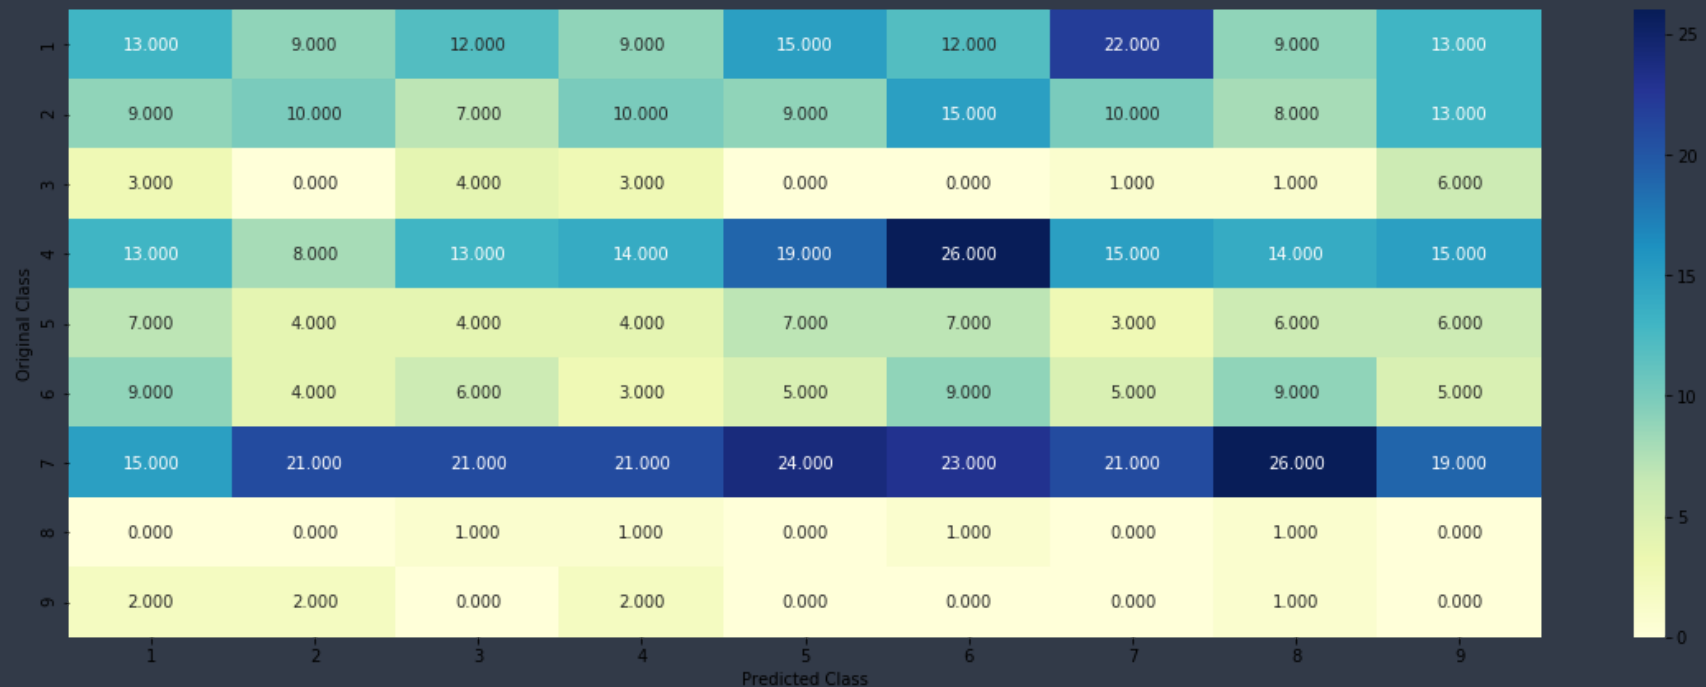 1 13.000 9.000 12.000 9.000 15.000 12.000 22.000 9.000 13.000
2 9.000 10.000 7.000 10.000 9.000 15.000 10.000 8.000 13.000
3 3.000 0.000 4.000 3.000 0.000 0.000 1.000 1.000 6.000
4 13.000 8.000 13.000 14.000 19.000 26.000 15.000 14.000 15.000
5 7.000 4.000 4.000 4.000 7.000 7.000 3.000 6.000 6.000
6 9.000 4.000 6.000 3.000 5.000 9.000 5.000 9.000 5.000
7 15.000 21.000 21.000 21.000 24.000 23.000 21.000 26.000 19.000
8 0.000 0.000 1.000 1.000 0.000 1.000 0.000 1.000 0.000
9 2.000 2.000 0.000 2.000 0.000 0.000 0.000 1.000 0.000
1 2 3 4 5 6 7 8 9
Predicted Class
Original Class
25
20
15
10
5
0